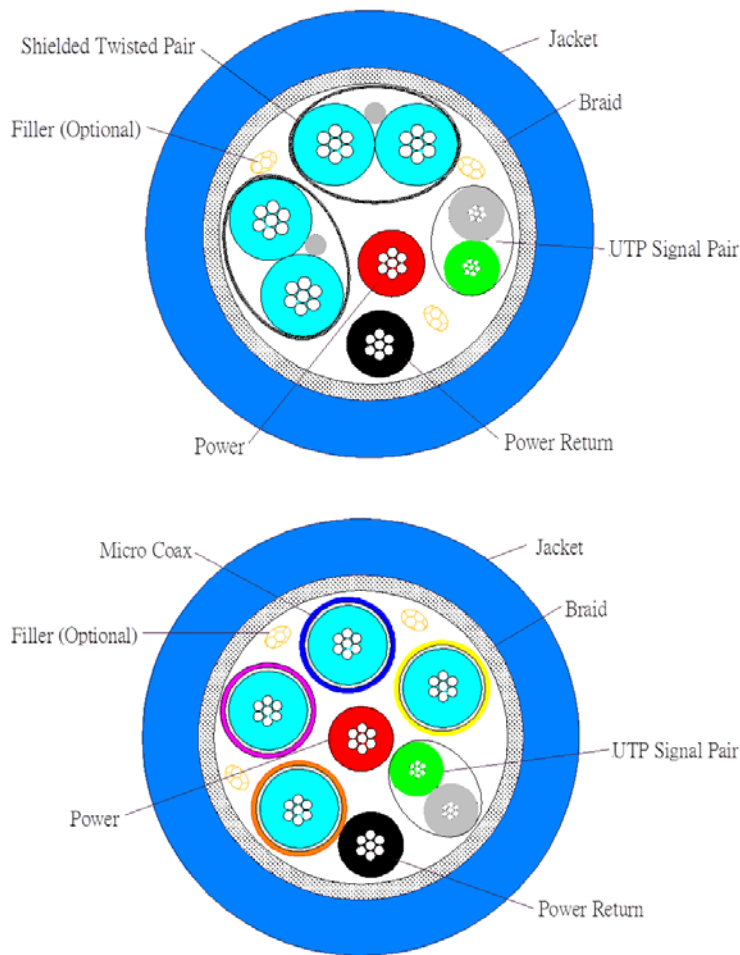 Shielded Twisted Pair
Jacket
Filler (Optional)
Braid
UTP Signal Pair
Power
Power Return
Micro Coax
Jacket
Filler (Optional)
Braid
UTP Signal Pair
Power
Power Return